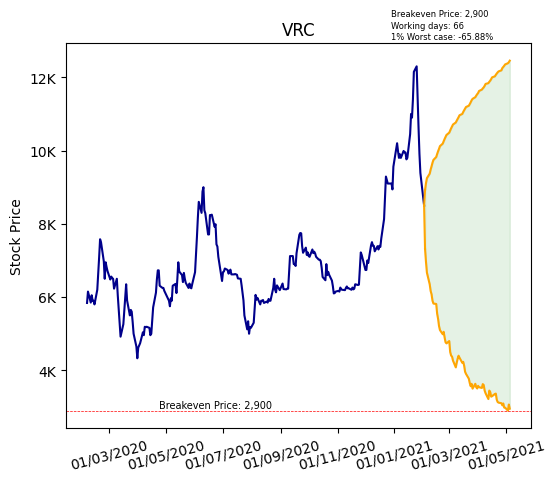 Breakeven Price: 2,900
Working days: 66
1% Worst case: -65.88%
VRC
Stock Price
12K
10K
8K
6K
4K
Breakeven Price: 2,900
01/03/2020
01/05/2020
01/07/2020
01/09/2020
01/11/2020
01/01/2021
01/03/2021
01/05/2021